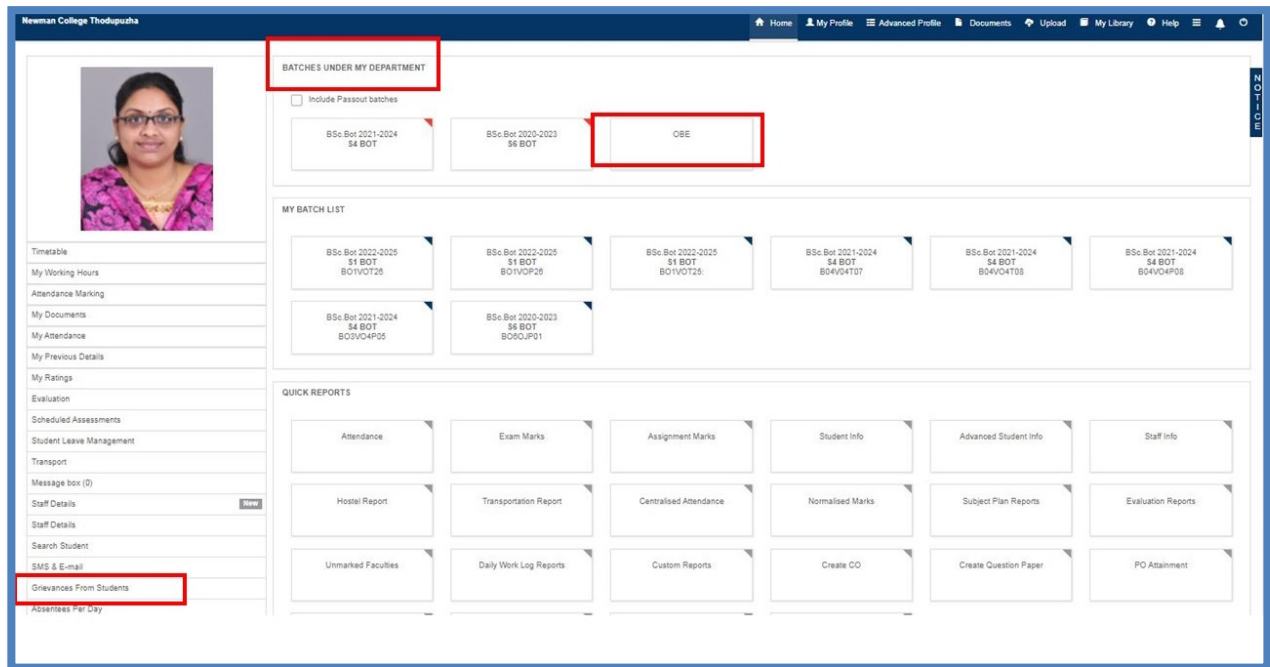 Newman College Thodupuzha
Home My Profile Advanced Profile Documents Upload My Library Help
NOTICE
BATCHES UNDER MY DEPARTMENT
Include Passout batches
BSc.Bot 2021-2024
S4 BOT
BSc.Bot 2020-2023
S6 BOT
OBE
MY BATCH LIST
BSc.Bot 2022-2025
S1 BOT
BO1VOT26
BSc.Bot 2022-2025
S1 BOT
BO1VOP26
BSc.Bot 2022-2025
S1 BOT
BO1VOT26:
BSc.Bot 2021-2024
S4 BOT
B04V04T07
BSc.Bot 2021-2024
S4 BOT
B04VO4T08
BSc.Bot 2021-2024
S4 BOT
B04VO4P08
BSc.Bot 2021-2024
S4 BOT
BO3VO4P05
BSc.Bot 2020-2023
S6 BOT
BO6OJP01
QUICK REPORTS
Attendance
Exam Marks
Assignment Marks
Student Info
Advanced Student Info
Staff Info
Hostel Report
Transportation Report
Centralised Attendance
Normalised Marks
Subject Plan Reports
Evaluation Reports
Unmarked Faculties
Daily Work Log Reports
Custom Reports
Create CO
Create Question Paper
PO Attainment
Timetable
My Working Hours
Attendance Marking
My Documents
My Attendance
My Previous Details
My Ratings
Evaluation
Scheduled Assessments
Student Leave Management
Transport
Message box (0)
Staff Details New
Staff Details
Search Student
SMS & E-mail
Grievances From Students
Absentees Per Day